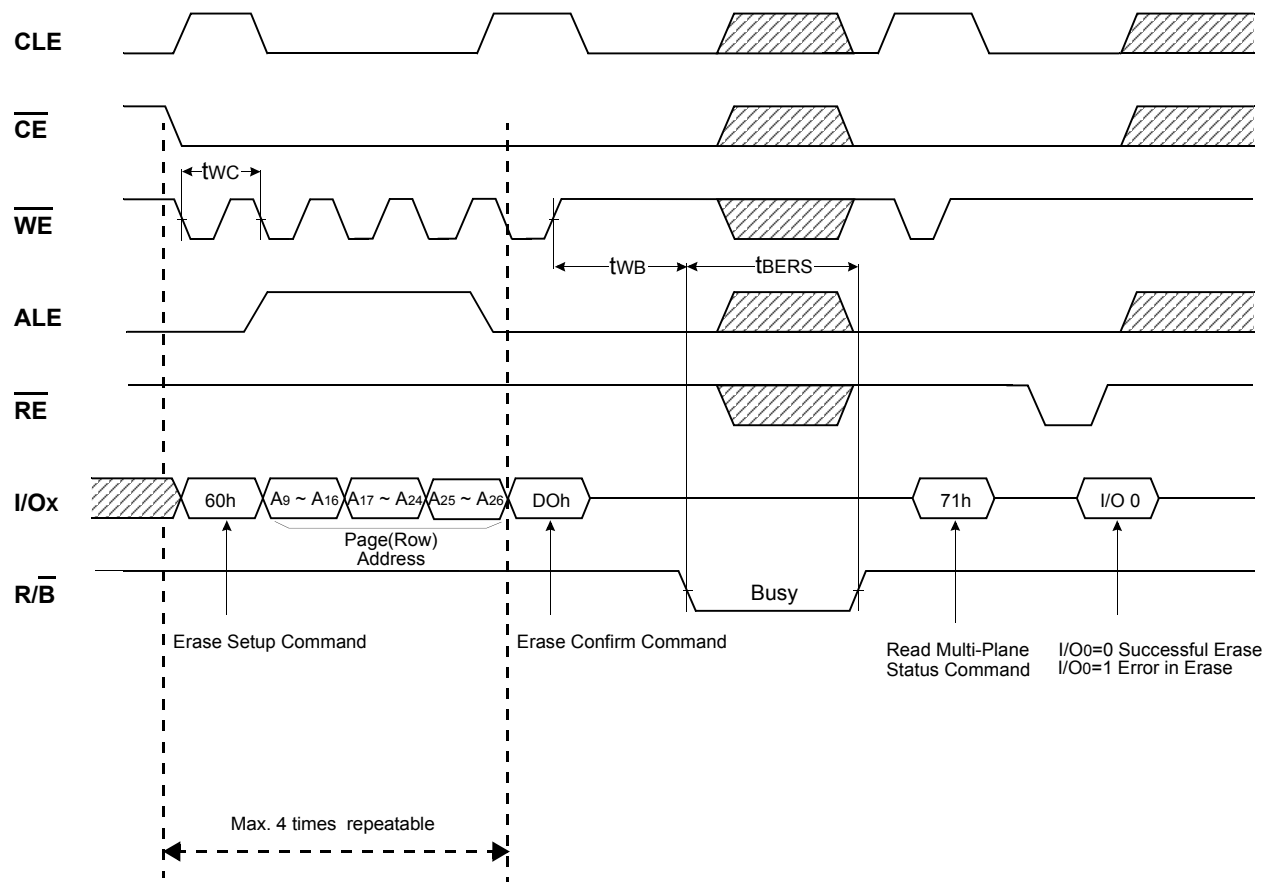 CLE
CE
tWC
WE
tWB
tBERS
ALE
RE
I/Ox
60h
A9 ~ A16
A17 ~ A24
A25 ~ A26
DOh
71h
I/O 0
Page(Row)
Address
R/B
Busy
Erase Setup Command
Erase Confirm Command
Read Multi-Plane
Status Command
I/O0=0 Successful Erase
I/O0=1 Error in Erase
Max. 4 times repeatable